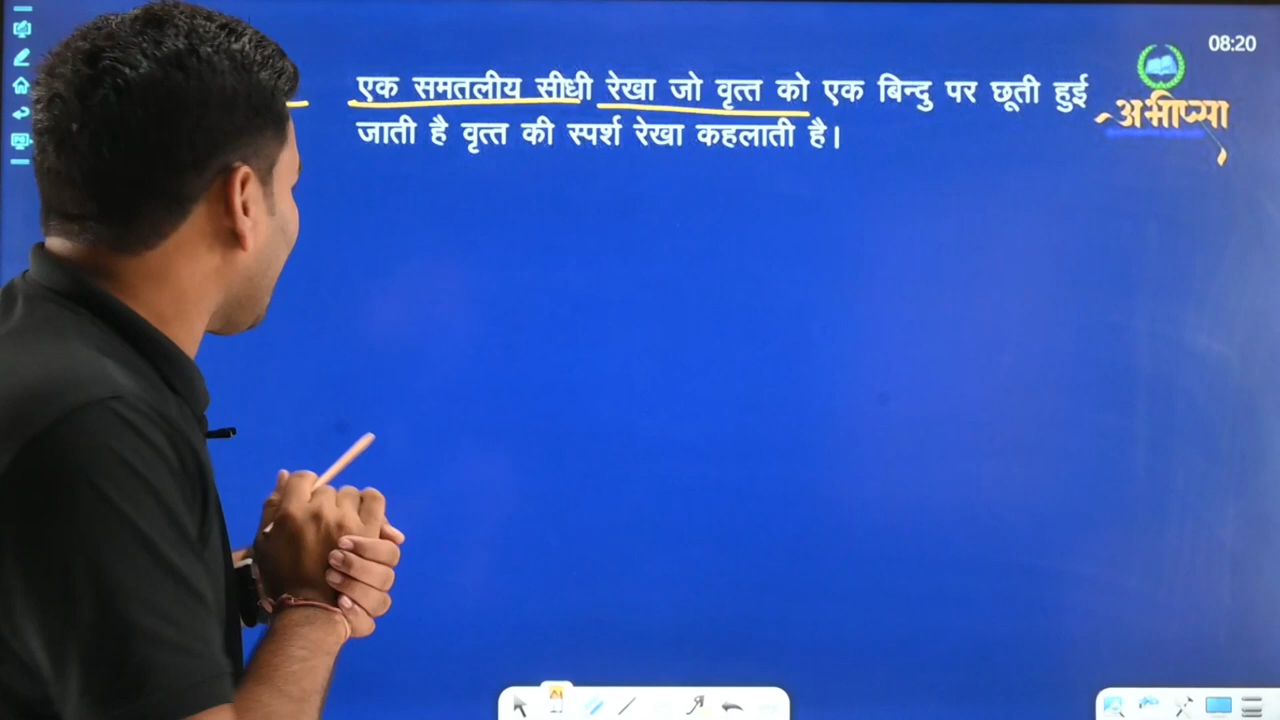 08:20
एक समतलीय सीधी रेखा जो वृत्त को एक बिन्दु पर छूती हुई
जाती है वृत्त की स्पर्श रेखा कहलाती है।
अभीप्सा